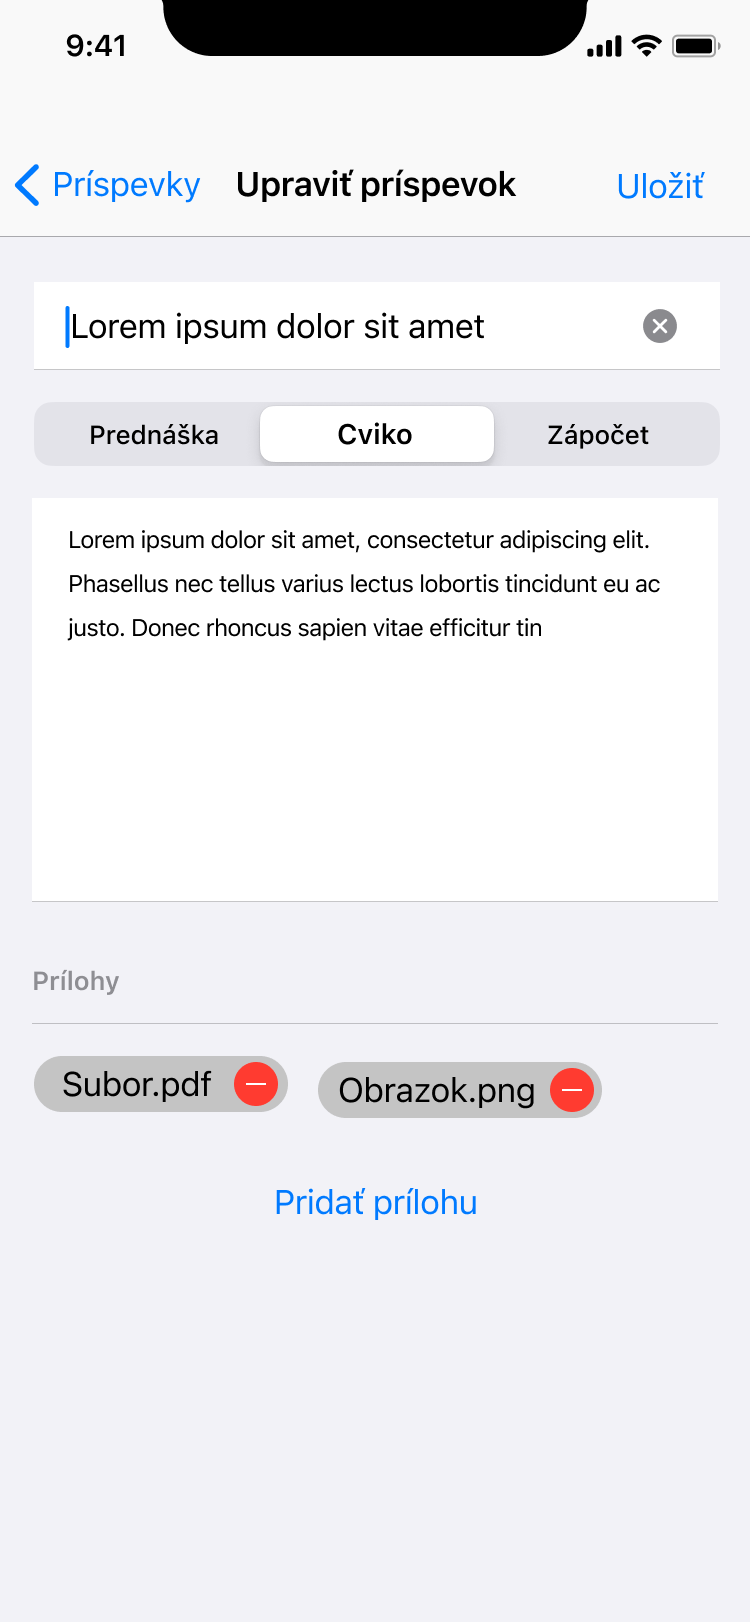 9:41
Príspevky Upraviť príspevok Uložiť
Lorem ipsum dolor sit amet
Prednáška Cviko Zápočet
Lorem ipsum dolor sit amet, consectetur adipiscing elit.
Phasellus nec tellus varius lectus lobortis tincidunt eu ac
justo. Donec rhoncus sapien vitae efficitur tin
Prílohy
Subor.pdf Obrazok.png
Pridať prílohu